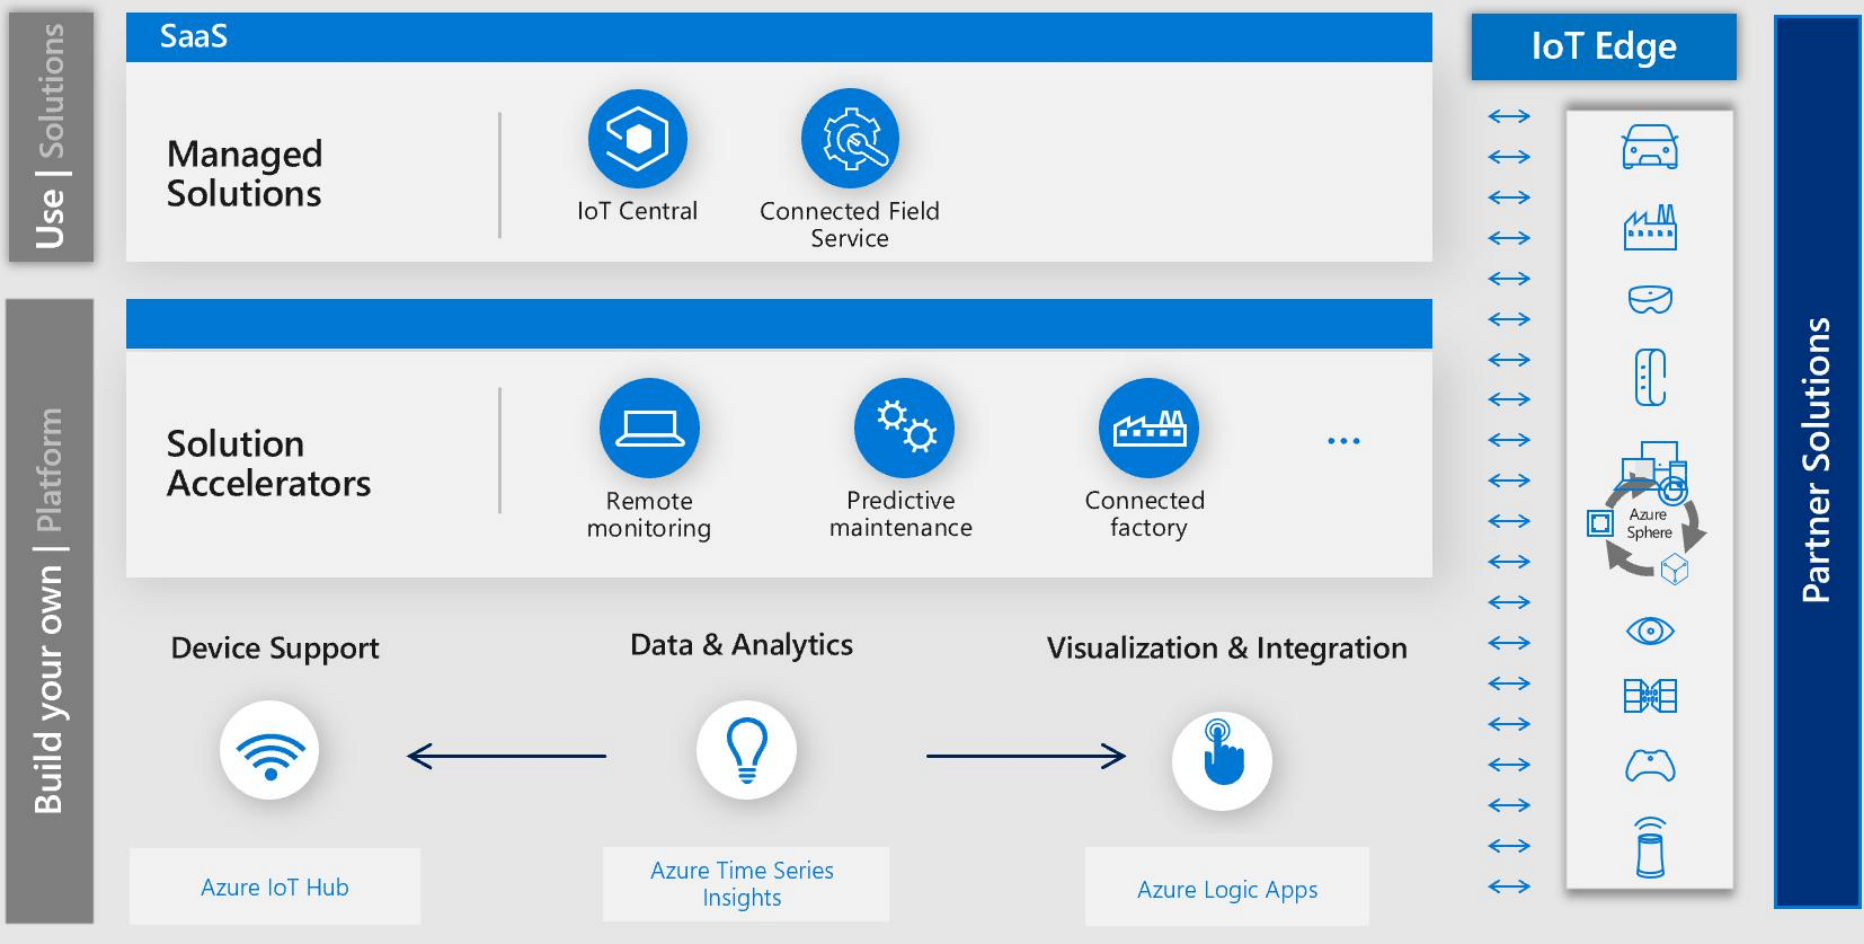 Use | Solutions
SaaS
Managed
Solutions
IoT Central
Connected Field
Service
Build your own | Platform
Solution
Accelerators
Remote
monitoring
Predictive
maintenance
Connected
factory
...
Device Support
Data & Analytics
Visualization & Integration
Azure IoT Hub
Azure Time Series
Insights
Azure Logic Apps
IoT Edge
Azure
Sphere
Partner Solutions